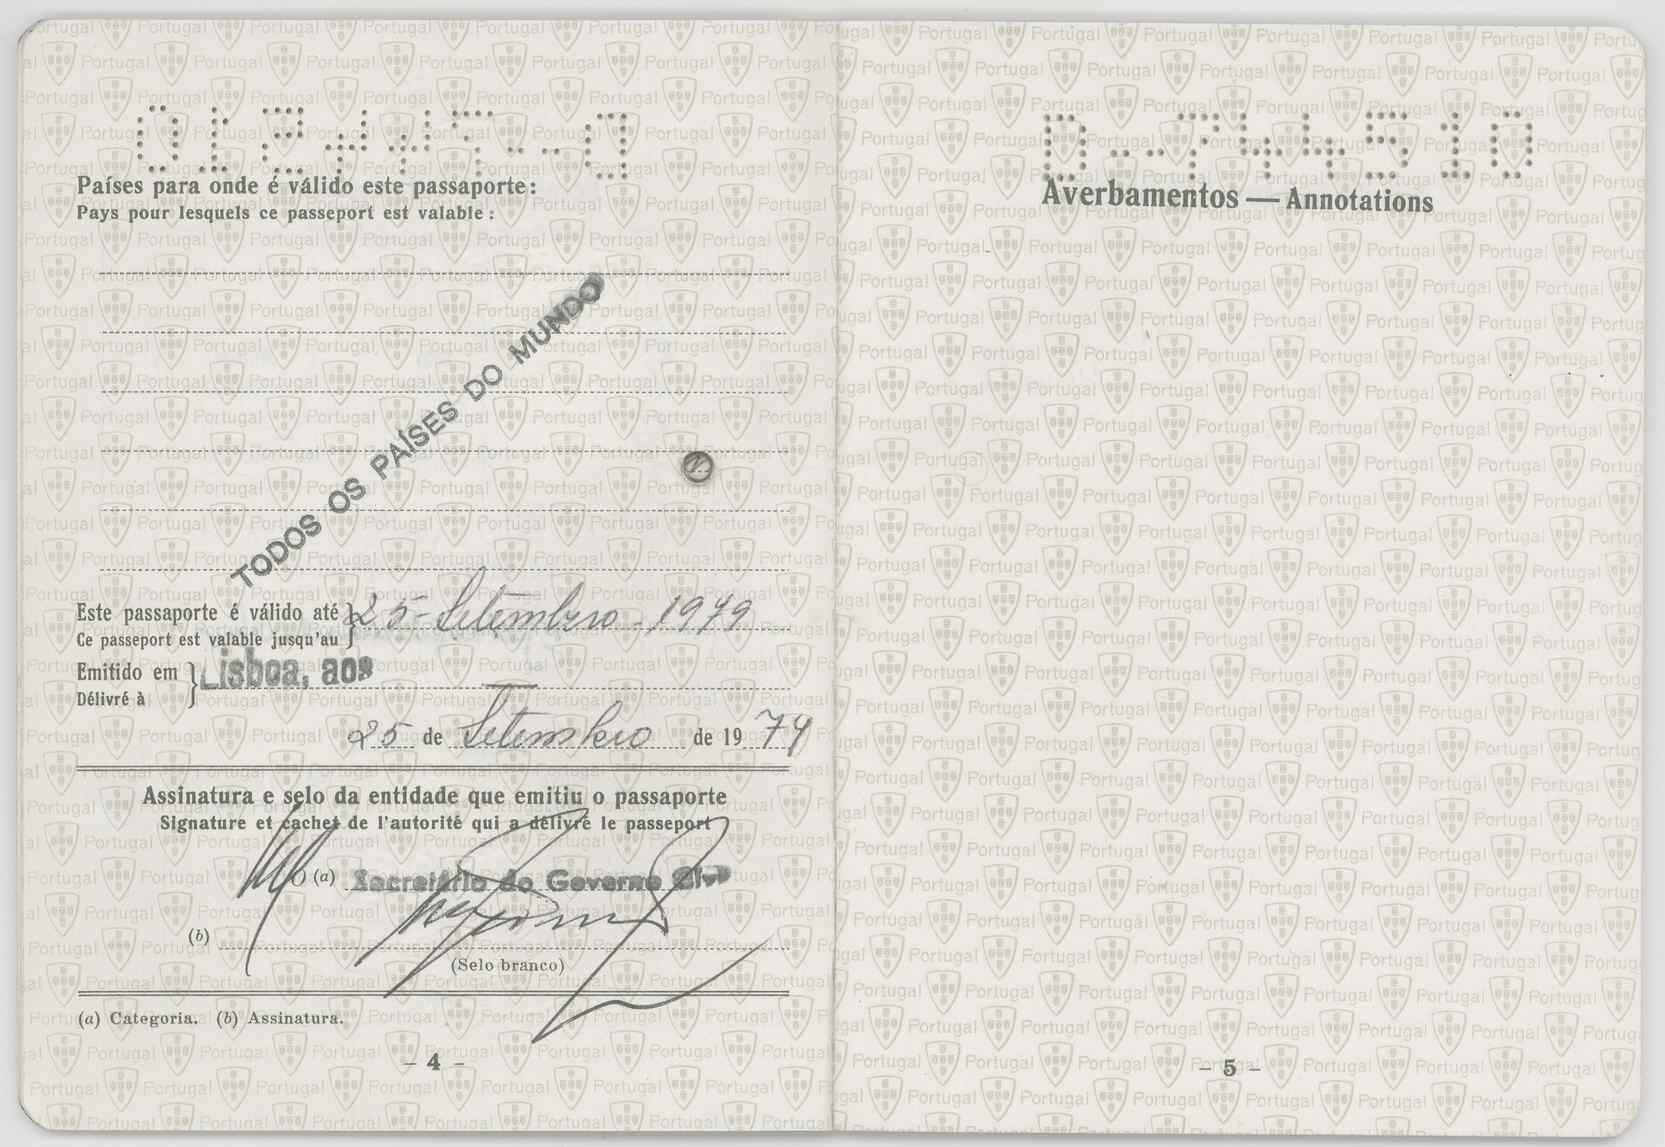 Países para onde é válido este passaporte:
Pays pour lesquels ce passeport est valable:
TODOS OS PAÍSES DO MUNDO
Este passaporte é válido até } 25-Setembro-1979
Ce passeport est valable jusqu'au
Emitido em } Lisboa, aos
Délivré à
25 de Setembro de 1974
Assinatura e selo da entidade que emitiu o passaporte
Signature et cachet de l'autorité qui a délivré le passeport
(a) Secretário do Governo Civil
(b)
(Selo branco)
(a) Categoria. (b) Assinatura.
- 4 -
Averbamentos — Annotations
- 5 -